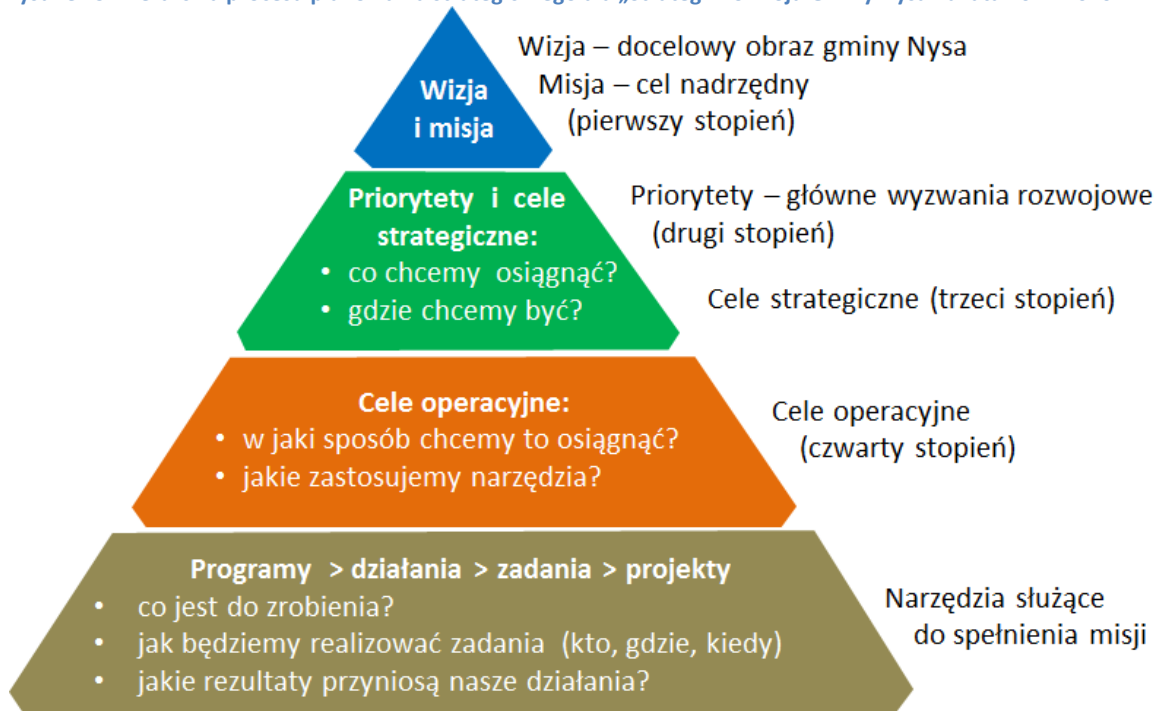 Wizja
i misja
Wizja – docelowy obraz gminy Nysa
Misja – cel nadrzędny
(pierwszy stopień)
Priorytety i cele
strategiczne:
• co chcemy osiągnąć?
• gdzie chcemy być?
Priorytety – główne wyzwania rozwojowe
(drugi stopień)
Cele strategiczne (trzeci stopień)
Cele operacyjne:
• w jaki sposób chcemy to osiągnąć?
• jakie zastosujemy narzędzia?
Cele operacyjne
(czwarty stopień)
Programy > działania > zadania > projekty
• co jest do zrobienia?
• jak będziemy realizować zadania (kto, gdzie, kiedy)
• jakie rezultaty przyniosą nasze działania?
Narzędzia służące
do spełnienia misji